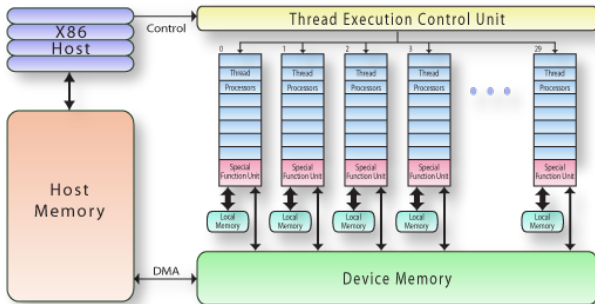 X86
Host
Control
Thread Execution Control Unit
0
1
2
3
29
Thread
Processors
Special
Function Unit
Local
Memory
Thread
Processors
Special
Function Unit
Local
Memory
Thread
Processors
Special
Function Unit
Local
Memory
Thread
Processors
Special
Function Unit
Local
Memory
Thread
Processors
Special
Function Unit
Local
Memory
Host
Memory
DMA
Device Memory